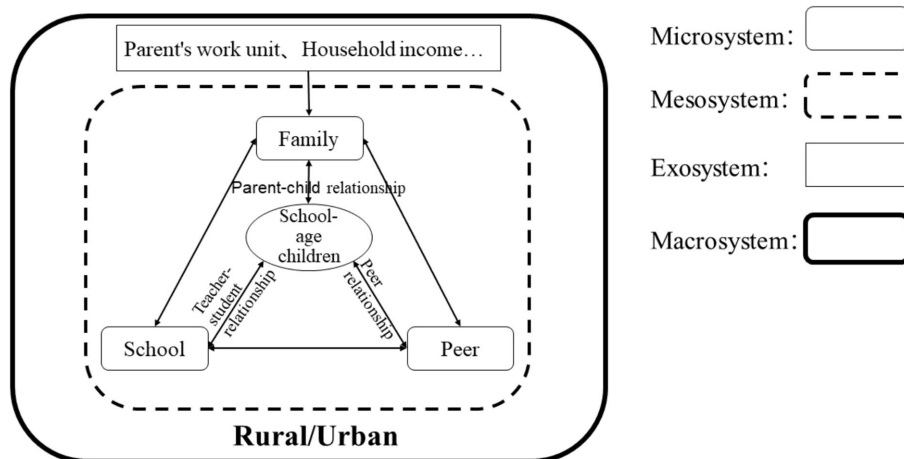 Parent's work unit、Household income…
Family
Parent-child relationship
School-
age
children
Teacher-
student
relationship
Peer
relationship
School
Peer
Rural/Urban
Microsystem:
Mesosystem:
Exosystem:
Macrosystem: